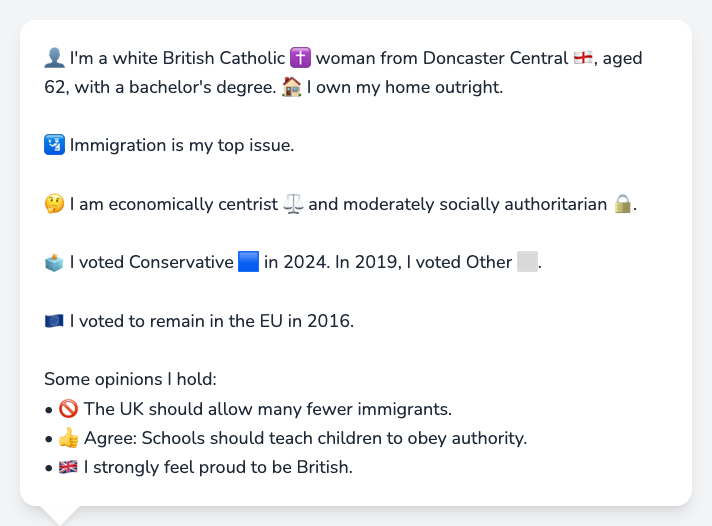 👤 I'm a white British Catholic ✝️ woman from Doncaster Central 🏴󠁧󠁢󠁥󠁮󠁧󠁿, aged
62, with a bachelor's degree. 🏠 I own my home outright.
🛂 Immigration is my top issue.
🤔 I am economically centrist ⚖️ and moderately socially authoritarian 🔒.
🗳️ I voted Conservative 🟦 in 2024. In 2019, I voted Other ⬜.
🇪🇺 I voted to remain in the EU in 2016.
Some opinions I hold:
• 🚫 The UK should allow many fewer immigrants.
• 👍 Agree: Schools should teach children to obey authority.
• 🇬🇧 I strongly feel proud to be British.